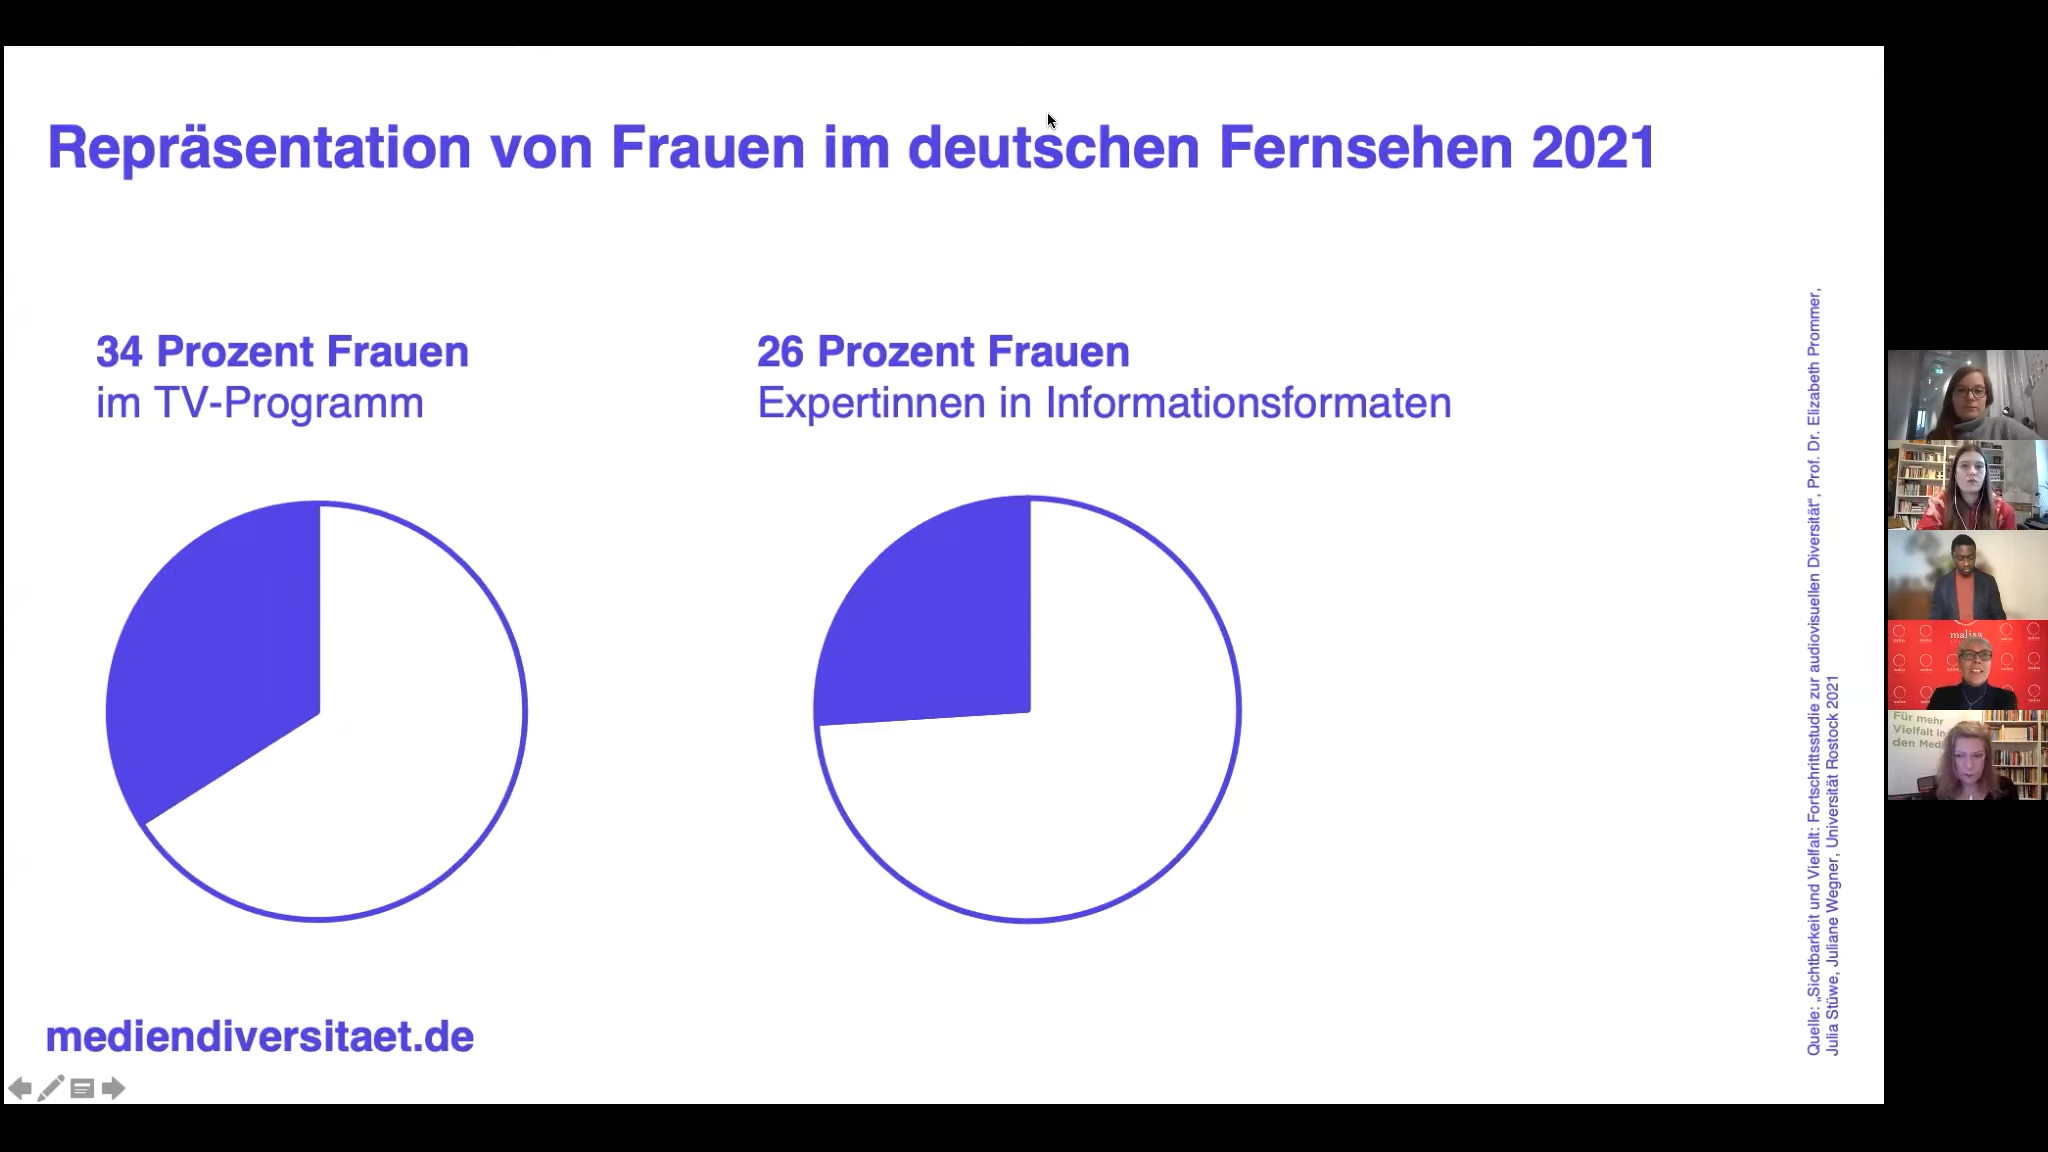 Repräsentation von Frauen im deutschen Fernsehen 2021
34 Prozent Frauen
im TV-Programm
26 Prozent Frauen
Expertinnen in Informationsformaten
mediendiversitaet.de
Quelle: „Sichtbarkeit und Vielfalt: Fortschrittsstudie zur audiovisuellen Diversität“, Prof. Dr. Elizabeth Prommer,
Julia Stüwe, Juliane Wegner, Universität Rostock 2021
malisa
Für mehr
Vielfalt in
den Medi